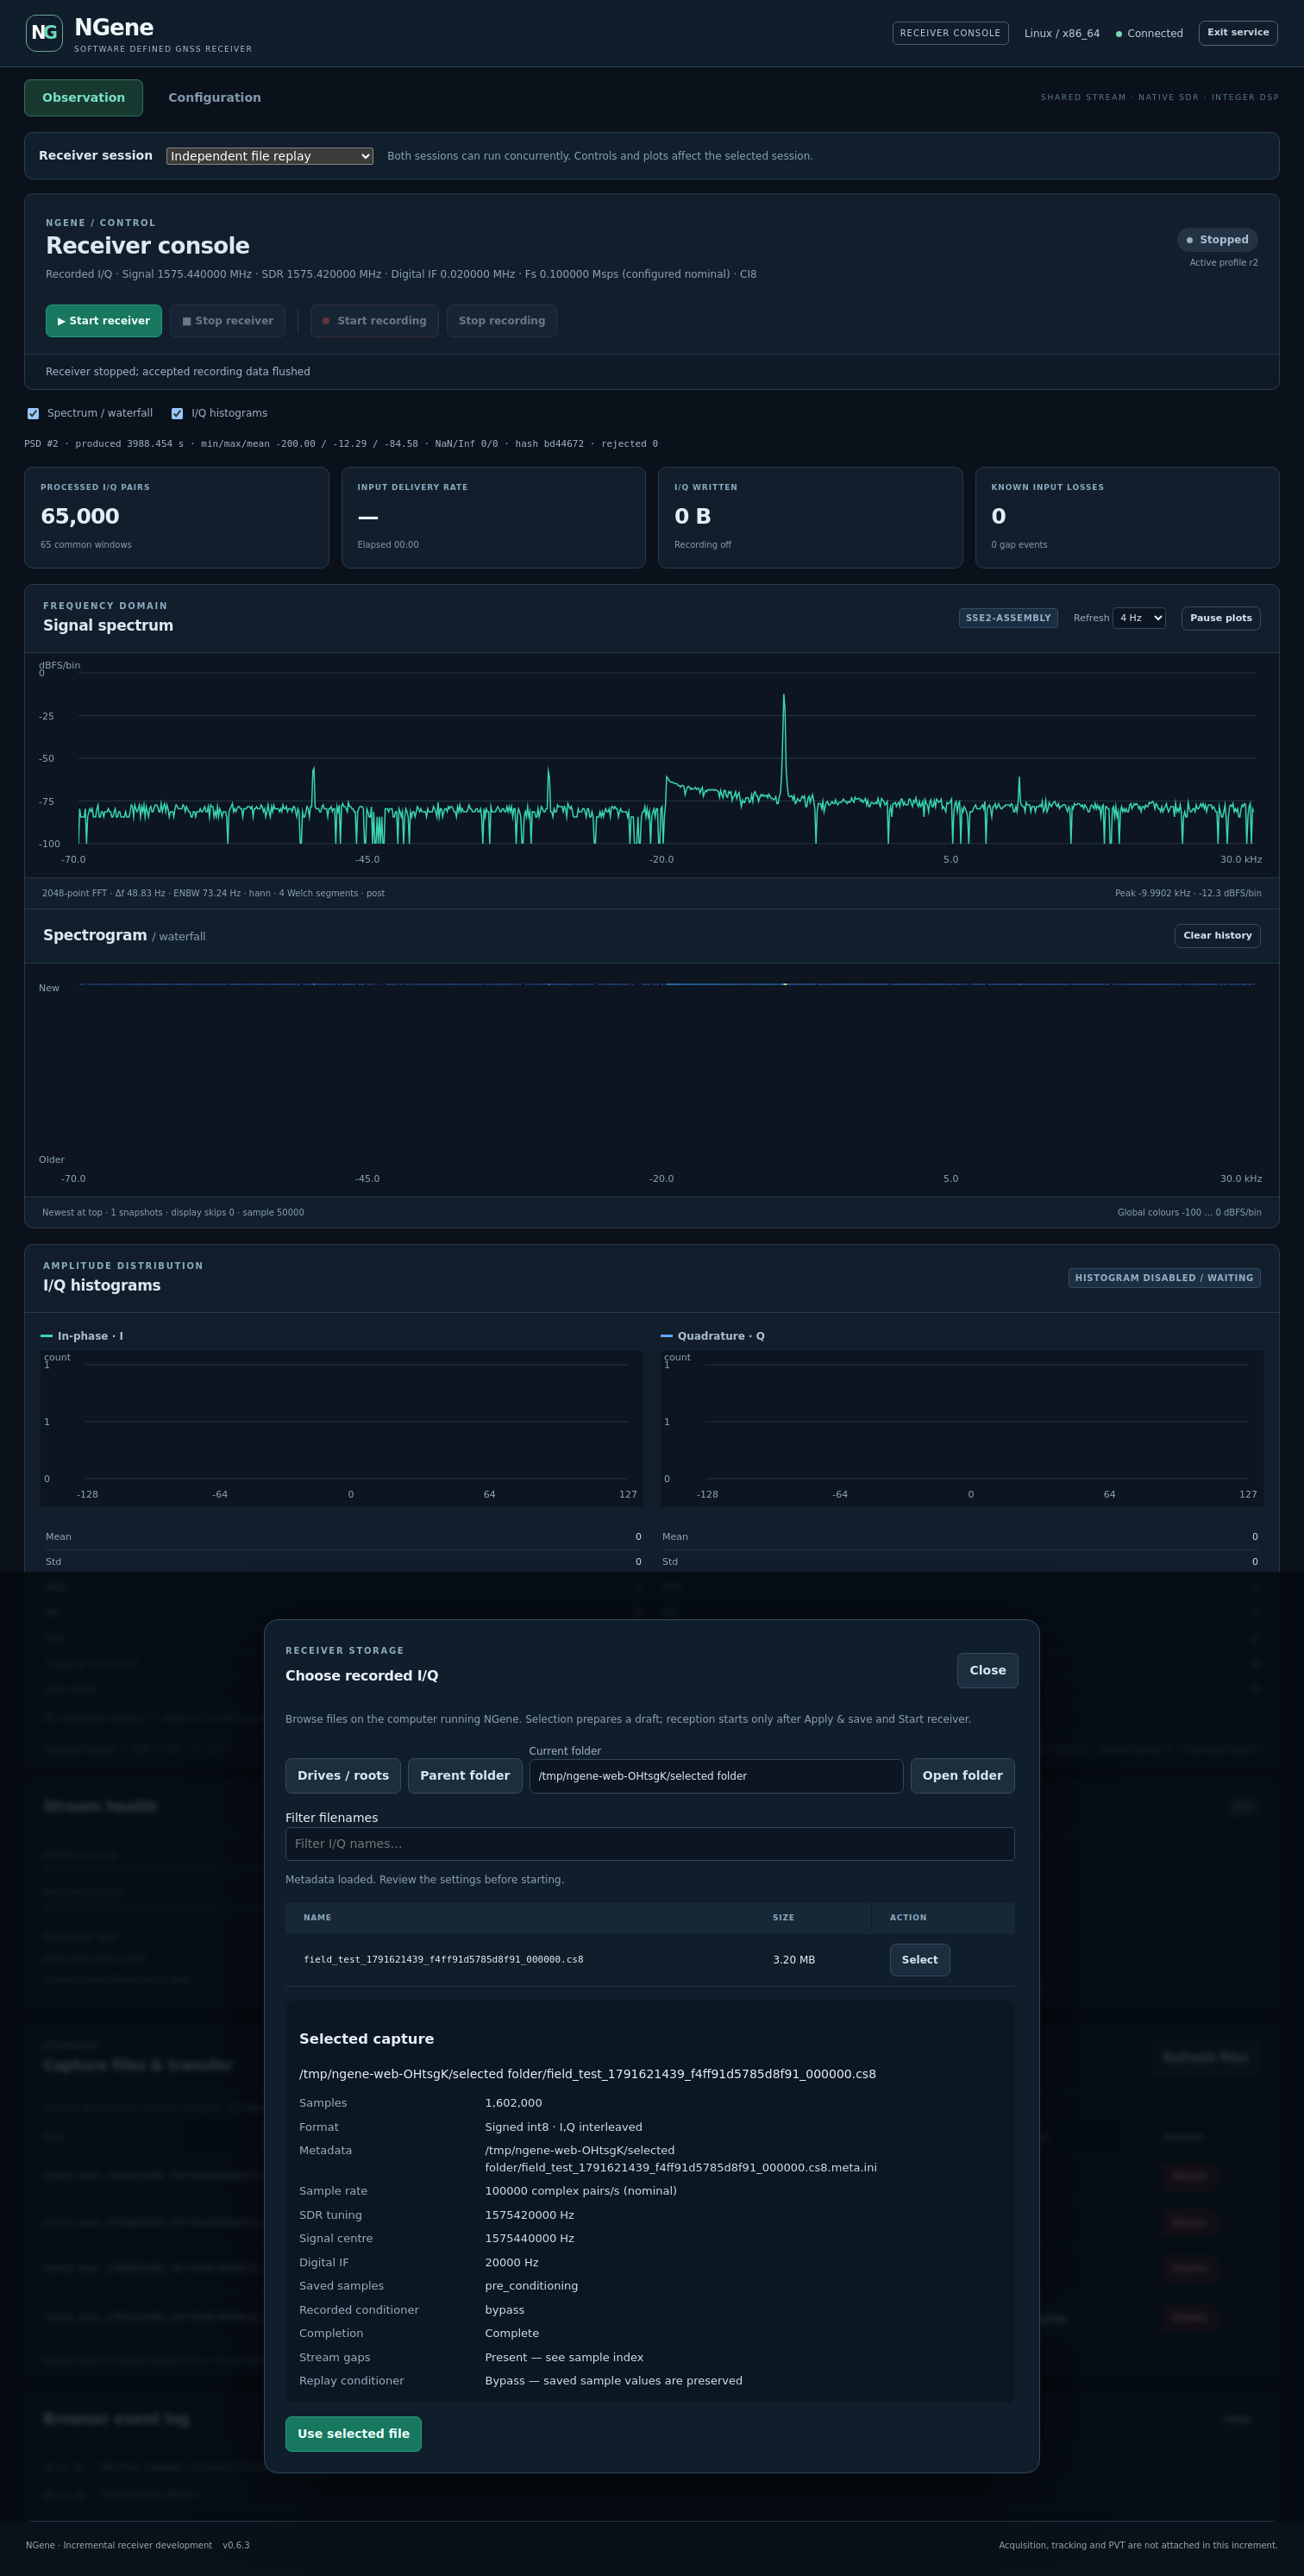 NG NGene
SOFTWARE DEFINED GNSS RECEIVER
RECEIVER CONSOLE Linux / x86_64 Connected Exit service
Observation Configuration
SHARED STREAM · NATIVE SDR · INTEGER DSP
Receiver session Independent file replay Both sessions can run concurrently. Controls and plots affect the selected session.
NGENE / CONTROL
Receiver console
Stopped
Recorded I/Q · Signal 1575.440000 MHz · SDR 1575.420000 MHz · Digital IF 0.020000 MHz · Fs 0.100000 Msps (configured nominal) · CI8
Active profile r2
▶ Start receiver ■ Stop receiver ● Start recording Stop recording
Receiver stopped; accepted recording data flushed
Spectrum / waterfall I/Q histograms
PSD #2 · produced 3988.454 s · min/max/mean -200.00 / -12.29 / -84.58 · NaN/Inf 0/0 · hash bd44672 · rejected 0
PROCESSED I/Q PAIRS
65,000
65 common windows
INPUT DELIVERY RATE
—
Elapsed 00:00
I/Q WRITTEN
0 B
Recording off
KNOWN INPUT LOSSES
0
0 gap events
FREQUENCY DOMAIN
Signal spectrum
SSE2-ASSEMBLY Refresh 4 Hz Pause plots
dBFS/bin
0
-25
-50
-75
-100
-70.0 -45.0 -20.0 5.0 30.0 kHz
2048-point FFT · Δf 48.83 Hz · ENBW 73.24 Hz · hann · 4 Welch segments · post
Peak -9.9902 kHz · -12.3 dBFS/bin
Spectrogram / waterfall
Clear history
New
Older
-70.0 -45.0 -20.0 5.0 30.0 kHz
Newest at top · 1 snapshots · display skips 0 · sample 50000
Global colours -100 … 0 dBFS/bin
AMPLITUDE DISTRIBUTION
I/Q histograms
HISTOGRAM DISABLED / WAITING
In-phase · I
count
1
1
0
-128 -64 0 64 127
Mean 0
Std 0
Quadrature · Q
count
1
1
0
-128 -64 0 64 127
Mean 0
Std 0
RECEIVER STORAGE
Choose recorded I/Q
Close
Browse files on the computer running NGene. Selection prepares a draft; reception starts only after Apply & save and Start receiver.
Current folder
Drives / roots Parent folder /tmp/ngene-web-OHtsgK/selected folder Open folder
Filter filenames
Filter I/Q names…
Metadata loaded. Review the settings before starting.
NAME SIZE ACTION
field_test_1791621439_f4ff91d5785d8f91_000000.cs8 3.20 MB Select
Selected capture
/tmp/ngene-web-OHtsgK/selected folder/field_test_1791621439_f4ff91d5785d8f91_000000.cs8
Samples 1,602,000
Format Signed int8 · I,Q interleaved
Metadata /tmp/ngene-web-OHtsgK/selected
folder/field_test_1791621439_f4ff91d5785d8f91_000000.cs8.meta.ini
Sample rate 100000 complex pairs/s (nominal)
SDR tuning 1575420000 Hz
Signal centre 1575440000 Hz
Digital IF 20000 Hz
Saved samples pre_conditioning
Recorded conditioner bypass
Completion Complete
Stream gaps Present — see sample index
Replay conditioner Bypass — saved sample values are preserved
Use selected file
Stream health
Capture files & transfer
Refresh files
Browser event log
NGene · Incremental receiver development v0.6.3
Acquisition, tracking and PVT are not attached in this increment.